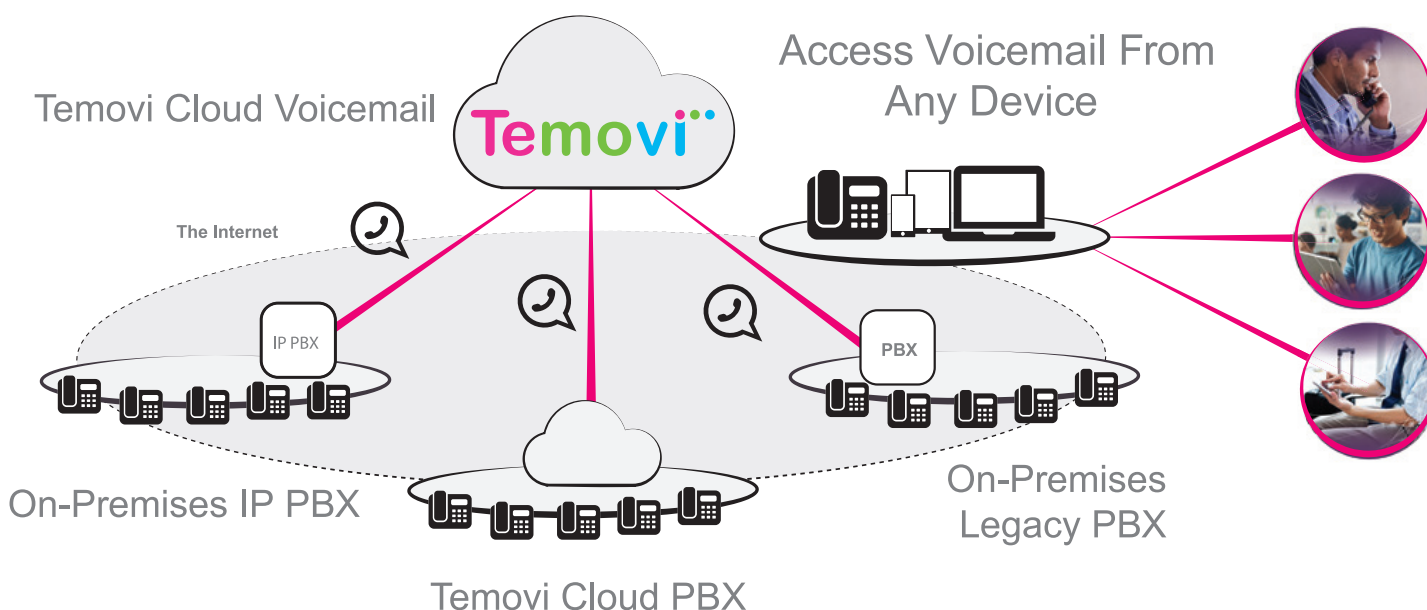 Access Voicemail From
Any Device
Temovi Cloud Voicemail
Temovi
The Internet
IP PBX
PBX
On-Premises IP PBX
On-Premises
Legacy PBX
Temovi Cloud PBX